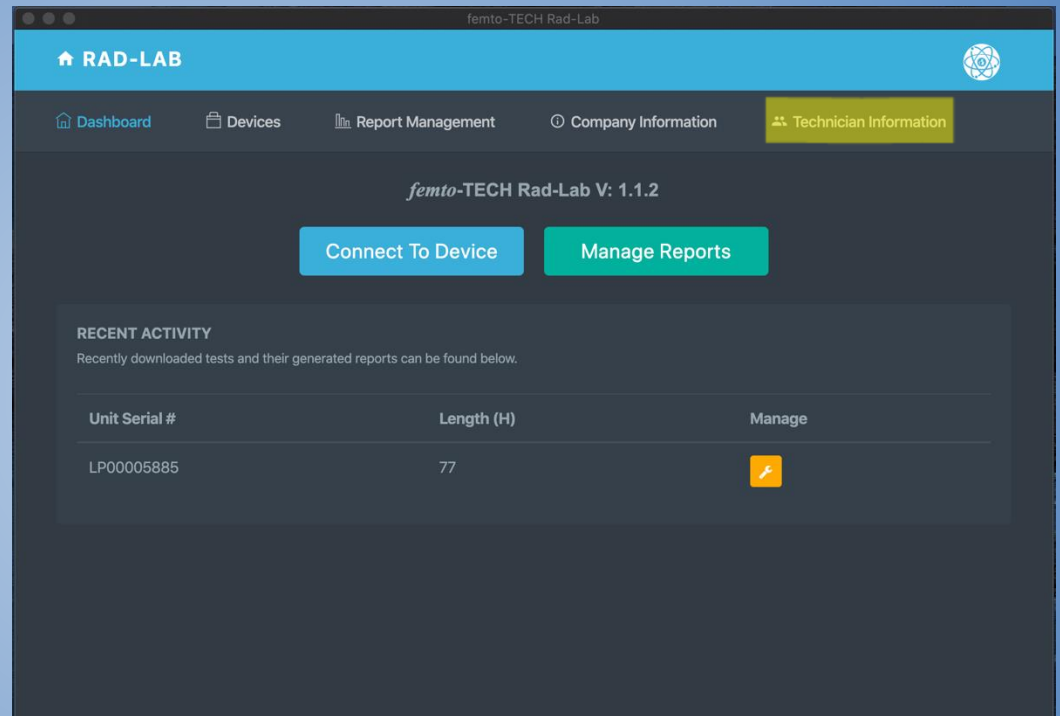 femto-TECH Rad-Lab
RAD-LAB
Dashboard Devices Report Management Company Information Technician Information
femto-TECH Rad-Lab V: 1.1.2
Connect To Device Manage Reports
RECENT ACTIVITY
Recently downloaded tests and their generated reports can be found below.
Unit Serial # Length (H) Manage
LP00005885 77